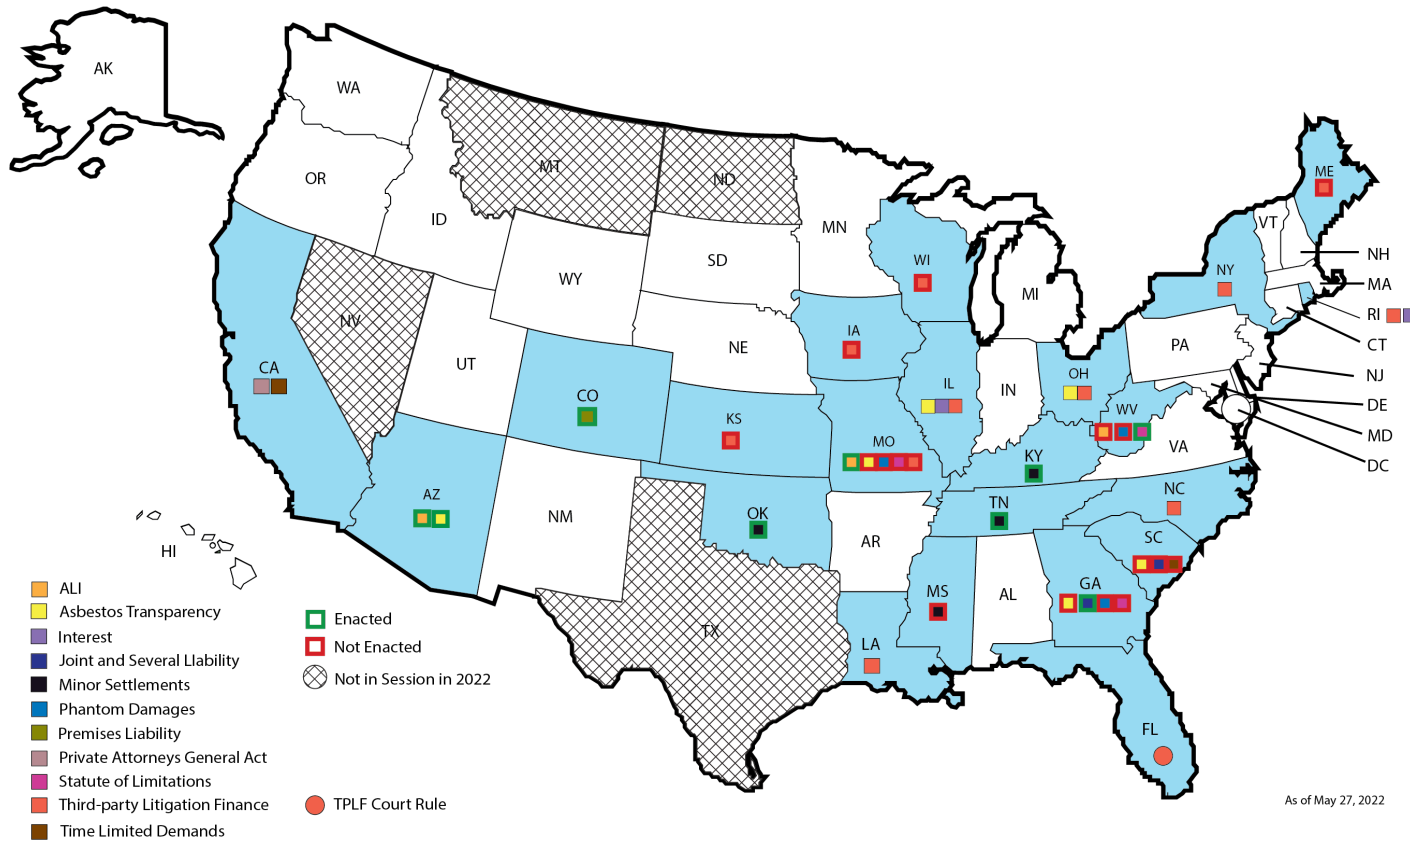 AK
WA
OR
ID
MT
ND
MN
WI
ME
VT
NH
NY
MA
RI
CT
NJ
DE
MD
DC
SD
WY
MI
PA
NV
NE
IA
UT
CA
CO
IL
IN
OH
WV
VA
KS
MO
KY
NC
AZ
NM
OK
TN
AR
SC
HI
MS
AL
GA
TX
LA
FL
ALI
Asbestos Transparency
Interest
Joint and Several LIability
Minor Settlements
Phantom Damages
Premises Liability
Private Attorneys General Act
Statute of Limitations
Third-party Litigation Finance
Time Limited Demands
Enacted
Not Enacted
Not in Session in 2022
TPLF Court Rule
As of May 27, 2022